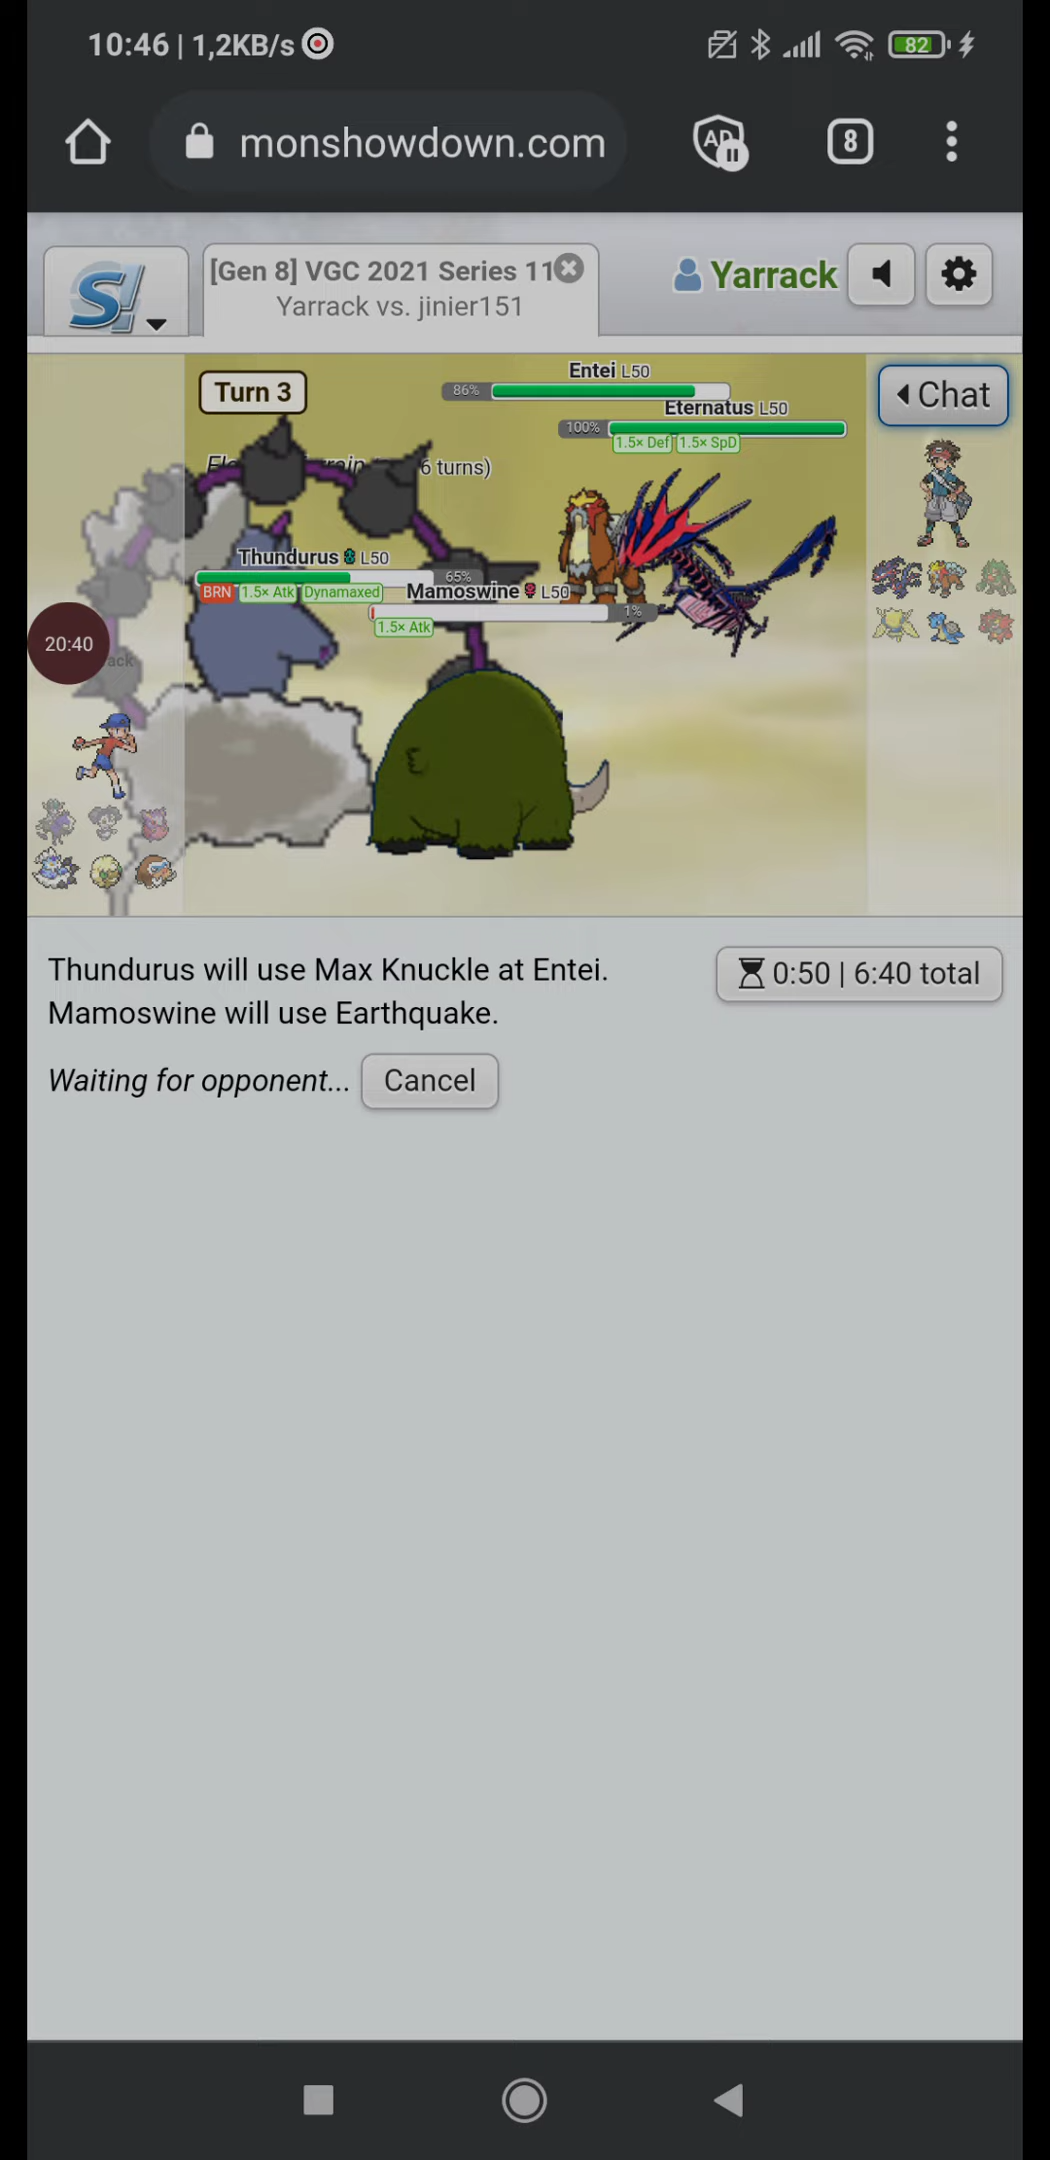 10:46 | 1,2KB/s
82
monshowdown.com
AD
8
[Gen 8] VGC 2021 Series 11
Yarrack vs. jinier151
Yarrack
Turn 3
Entei L50
86%
Eternatus L50
100%
1.5× Def 1.5× SpD
6 turns)
Thundurus L50
65%
BRN 1.5× Atk Dynamaxed
Mamoswine L50
1%
1.5× Atk
20:40
ack
Chat
Thundurus will use Max Knuckle at Entei.
Mamoswine will use Earthquake.
0:50 | 6:40 total
Waiting for opponent... Cancel